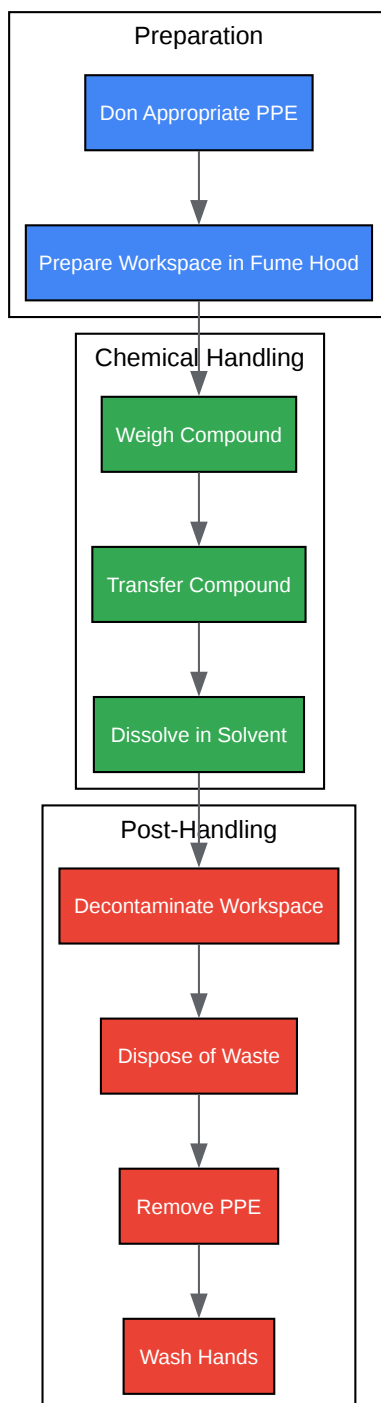 Preparation
Don Appropriate PPE
Prepare Workspace in Fume Hood
Chemical Handling
Weigh Compound
Transfer Compound
Dissolve in Solvent
Post-Handling
Decontaminate Workspace
Dispose of Waste
Remove PPE
Wash Hands